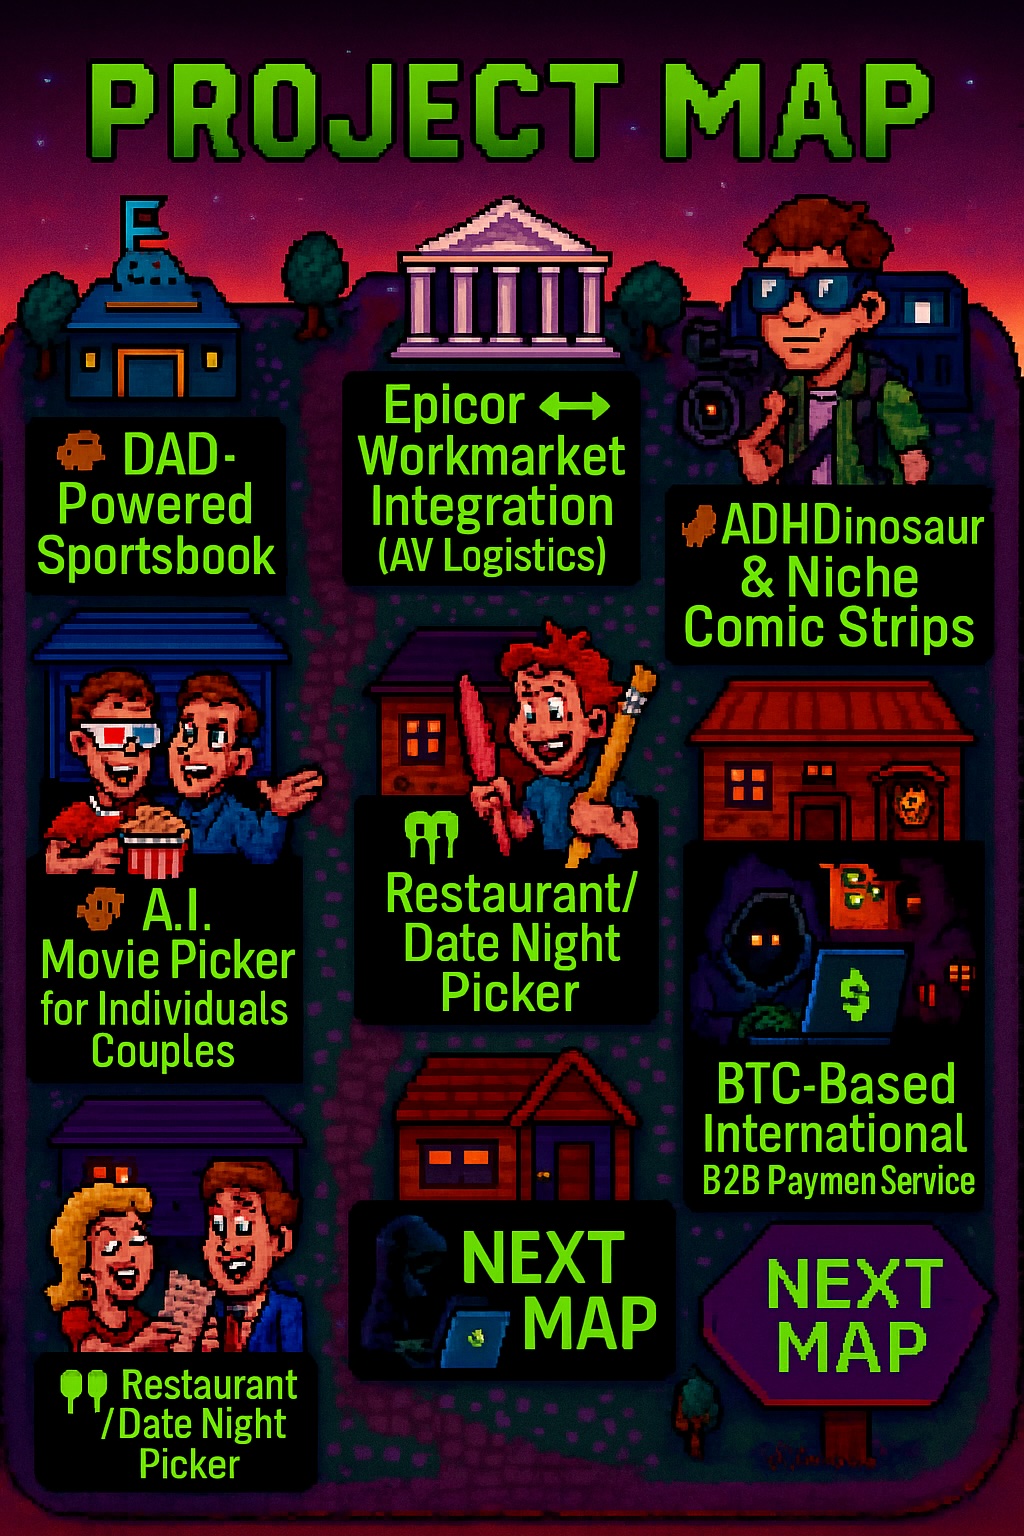 PROJECT MAP
DAD-
Powered
Sportsbook
Epicor ↔
Workmarket
Integration
(AV Logistics)
ADHDinosaur
& Niche
Comic Strips
A.I.
Movie Picker
for Individuals
Couples
Restaurant/
Date Night
Picker
$
BTC-Based
International
B2B Paymen Service
Restaurant
/Date Night
Picker
NEXT
MAP
NEXT
MAP